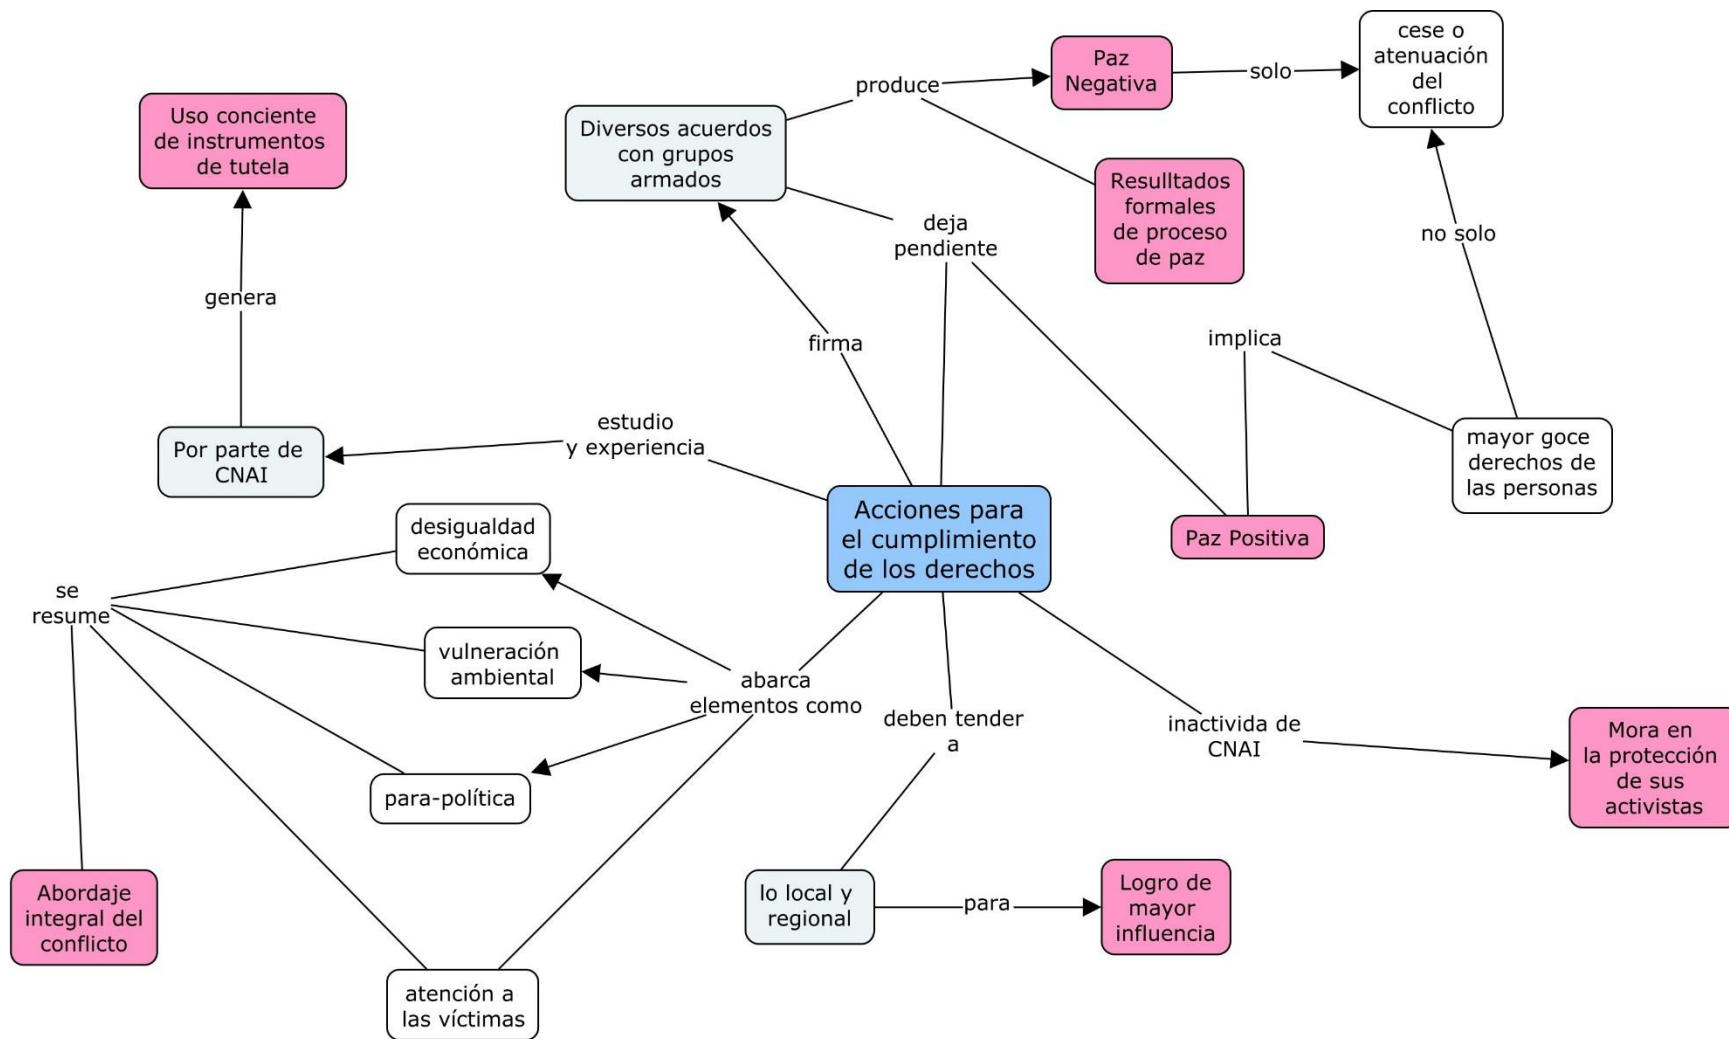 cese o
atenuación
del
conflicto
Paz
Negativa
solo
produce
Uso conciente
de instrumentos
de tutela
Diversos acuerdos
con grupos
armados
Resulltados
formales
de proceso
de paz
deja
pendiente
no solo
genera
firma
implica
estudio
y experiencia
Por parte de
CNAI
mayor goce
derechos de
las personas
Acciones para
el cumplimiento
de los derechos
Paz Positiva
desigualdad
económica
se
resume
vulneración
ambiental
abarca
elementos como
deben tender
a
inactivida de
CNAI
Mora en
la protección
de sus
activistas
para-política
Abordaje
integral del
conflicto
lo local y
regional
para
Logro de
mayor
influencia
atención a
las víctimas